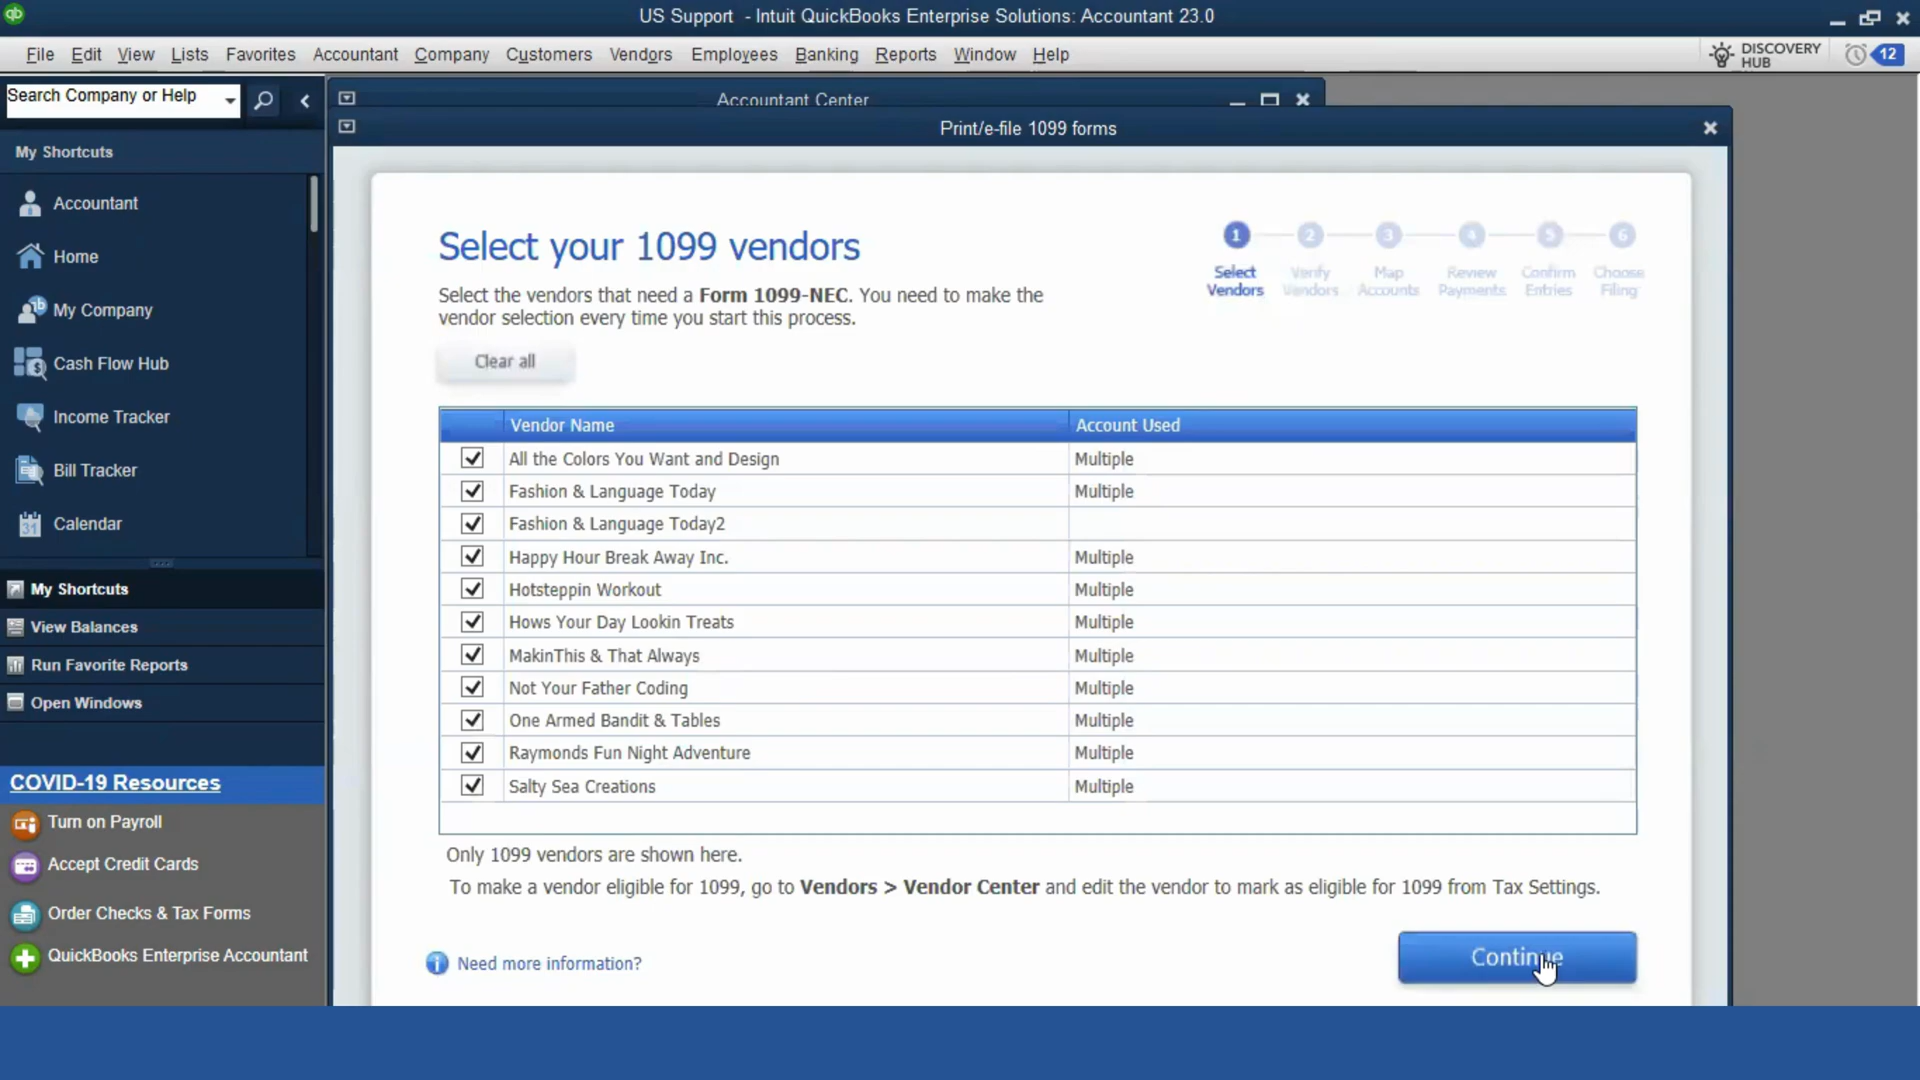 US Support - Intuit QuickBooks Enterprise Solutions: Accountant 23.0
File Edit View Lists Favorites Accountant Company Customers Vendors Employees Banking Reports Window Help
DISCOVERY
HUB
12
Search Company or Help
Accountant Center
Print/e-file 1099 forms
My Shortcuts
Accountant
Home
My Company
Cash Flow Hub
Income Tracker
Bill Tracker
Calendar
My Shortcuts
View Balances
Run Favorite Reports
Open Windows
COVID-19 Resources
Turn on Payroll
Accept Credit Cards
Order Checks & Tax Forms
QuickBooks Enterprise Accountant
Select your 1099 vendors
Select the vendors that need a Form 1099-NEC. You need to make the
vendor selection every time you start this process.
1 2 3 4 5 6
Select Verify Map Review Confirm Choose
Vendors Vendors Accounts Payments Entries Filing
Clear all
Vendor Name Account Used
All the Colors You Want and Design Multiple
Fashion & Language Today Multiple
Fashion & Language Today2
Happy Hour Break Away Inc. Multiple
Hotsteppin Workout Multiple
Hows Your Day Lookin Treats Multiple
MakinThis & That Always Multiple
Not Your Father Coding Multiple
One Armed Bandit & Tables Multiple
Raymonds Fun Night Adventure Multiple
Salty Sea Creations Multiple
Only 1099 vendors are shown here.
To make a vendor eligible for 1099, go to Vendors > Vendor Center and edit the vendor to mark as eligible for 1099 from Tax Settings.
Need more information?
Continue